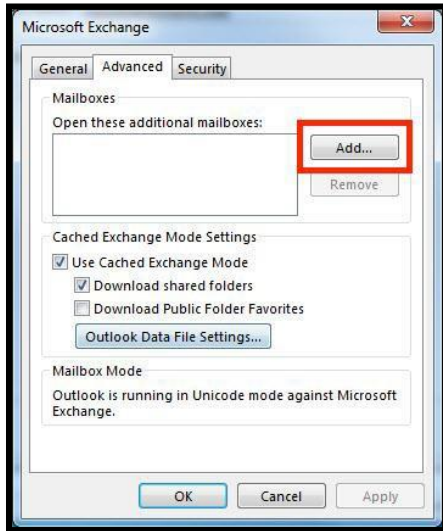 Microsoft Exchange
General Advanced Security
Mailboxes
Open these additional mailboxes:
Add...
Remove
Cached Exchange Mode Settings
Use Cached Exchange Mode
Download shared folders
Download Public Folder Favorites
Outlook Data File Settings...
Mailbox Mode
Outlook is running in Unicode mode against Microsoft
Exchange.
OK Cancel Apply